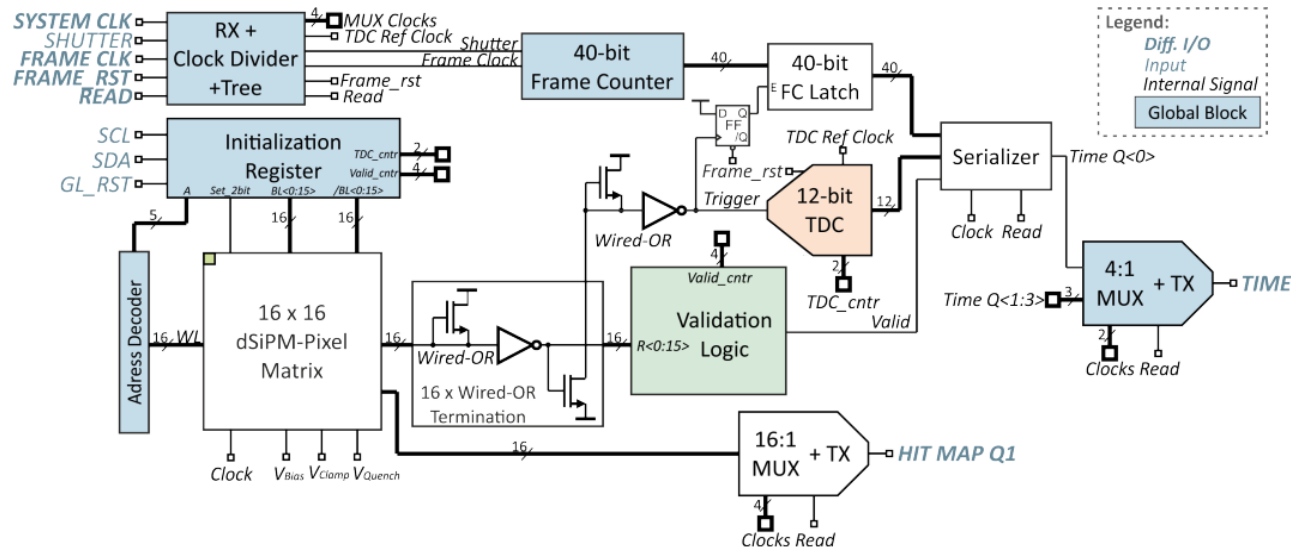 SYSTEM CLK
SHUTTER
FRAME CLK
FRAME_RST
READ
RX +
Clock Divider
+Tree
4
MUX Clocks
TDC Ref Clock
Shutter
Frame Clock
Frame_rst
Read
40-bit
Frame Counter
40
40-bit
FC Latch
E
40
Legend:
Diff. I/O
Input
Internal Signal
Global Block
D Q
FF
/Q
Frame_rst
TDC Ref Clock
SCL
SDA
GL_RST
Initialization
Register
TDC_cntr
Valid_cntr
2
4
A
Set_2bit
BL<0:15>
/BL<0:15>
5
16
16
Wired-OR
Trigger
12-bit
TDC
12
2
TDC_cntr
Serializer
Time Q<0>
Clock
Read
Adress Decoder
16
WL
16 x 16
dSiPM-Pixel
Matrix
16
Wired-OR
16 x Wired-OR
Termination
16
4
Valid_cntr
R<0:15>
Validation
Logic
Valid
Time Q<1:3>
3
4:1
MUX
+ TX
TIME
2
Clocks
Read
Clock
VBias
VClamp
VQuench
16
16:1
MUX
+ TX
HIT MAP Q1
4
Clocks
Read